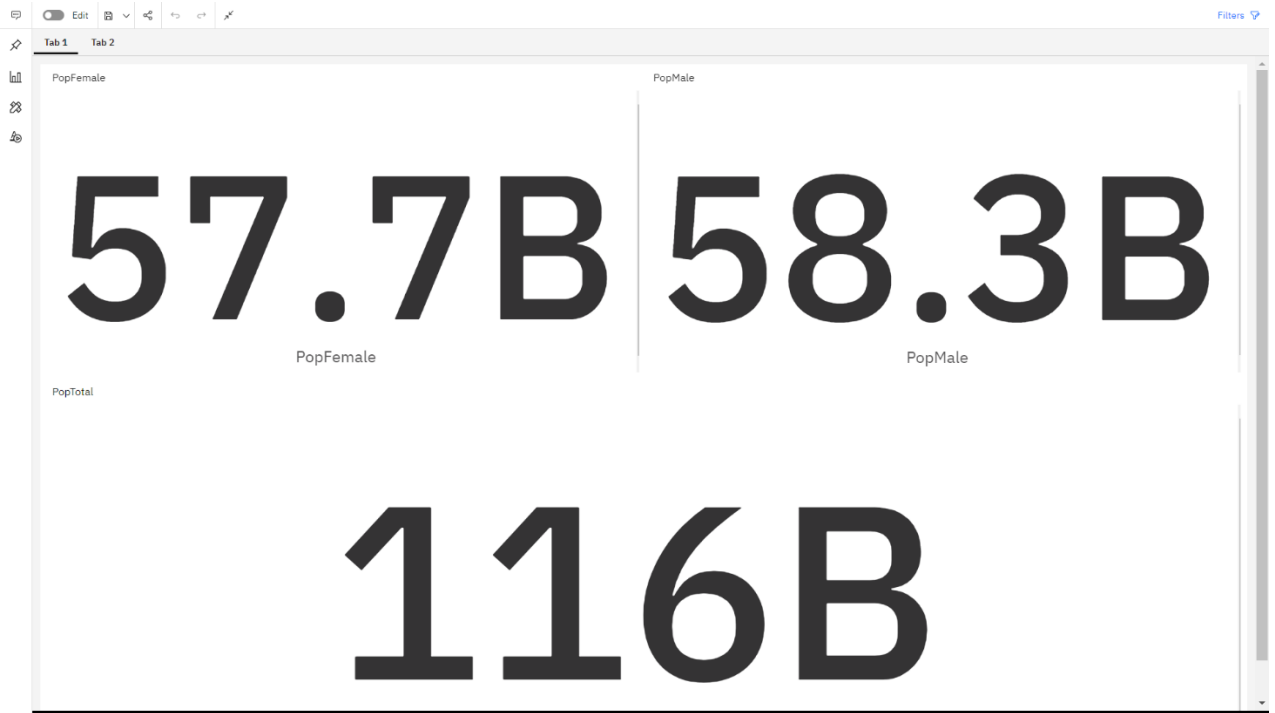 Edit
Filters
Tab 1 Tab 2
PopFemale
57.7B
PopFemale
PopMale
58.3B
PopMale
PopTotal
116B